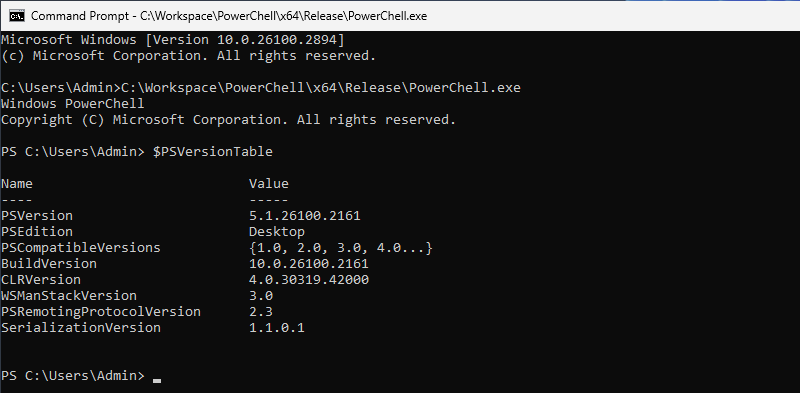 Command Prompt - C:\Workspace\PowerChell\x64\Release\PowerChell.exe
Microsoft Windows [Version 10.0.26100.2894]
(c) Microsoft Corporation. All rights reserved.
C:\Users\Admin>C:\Workspace\PowerChell\x64\Release\PowerChell.exe
Windows PowerChell
Copyright (C) Microsoft Corporation. All rights reserved.
PS C:\Users\Admin> $PSVersionTable
Name                           Value
----                           -----
PSVersion                      5.1.26100.2161
PSEdition                      Desktop
PSCompatibleVersions           {1.0, 2.0, 3.0, 4.0...}
BuildVersion                   10.0.26100.2161
CLRVersion                     4.0.30319.42000
WSManStackVersion              3.0
PSRemotingProtocolVersion      2.3
SerializationVersion           1.1.0.1
PS C:\Users\Admin>